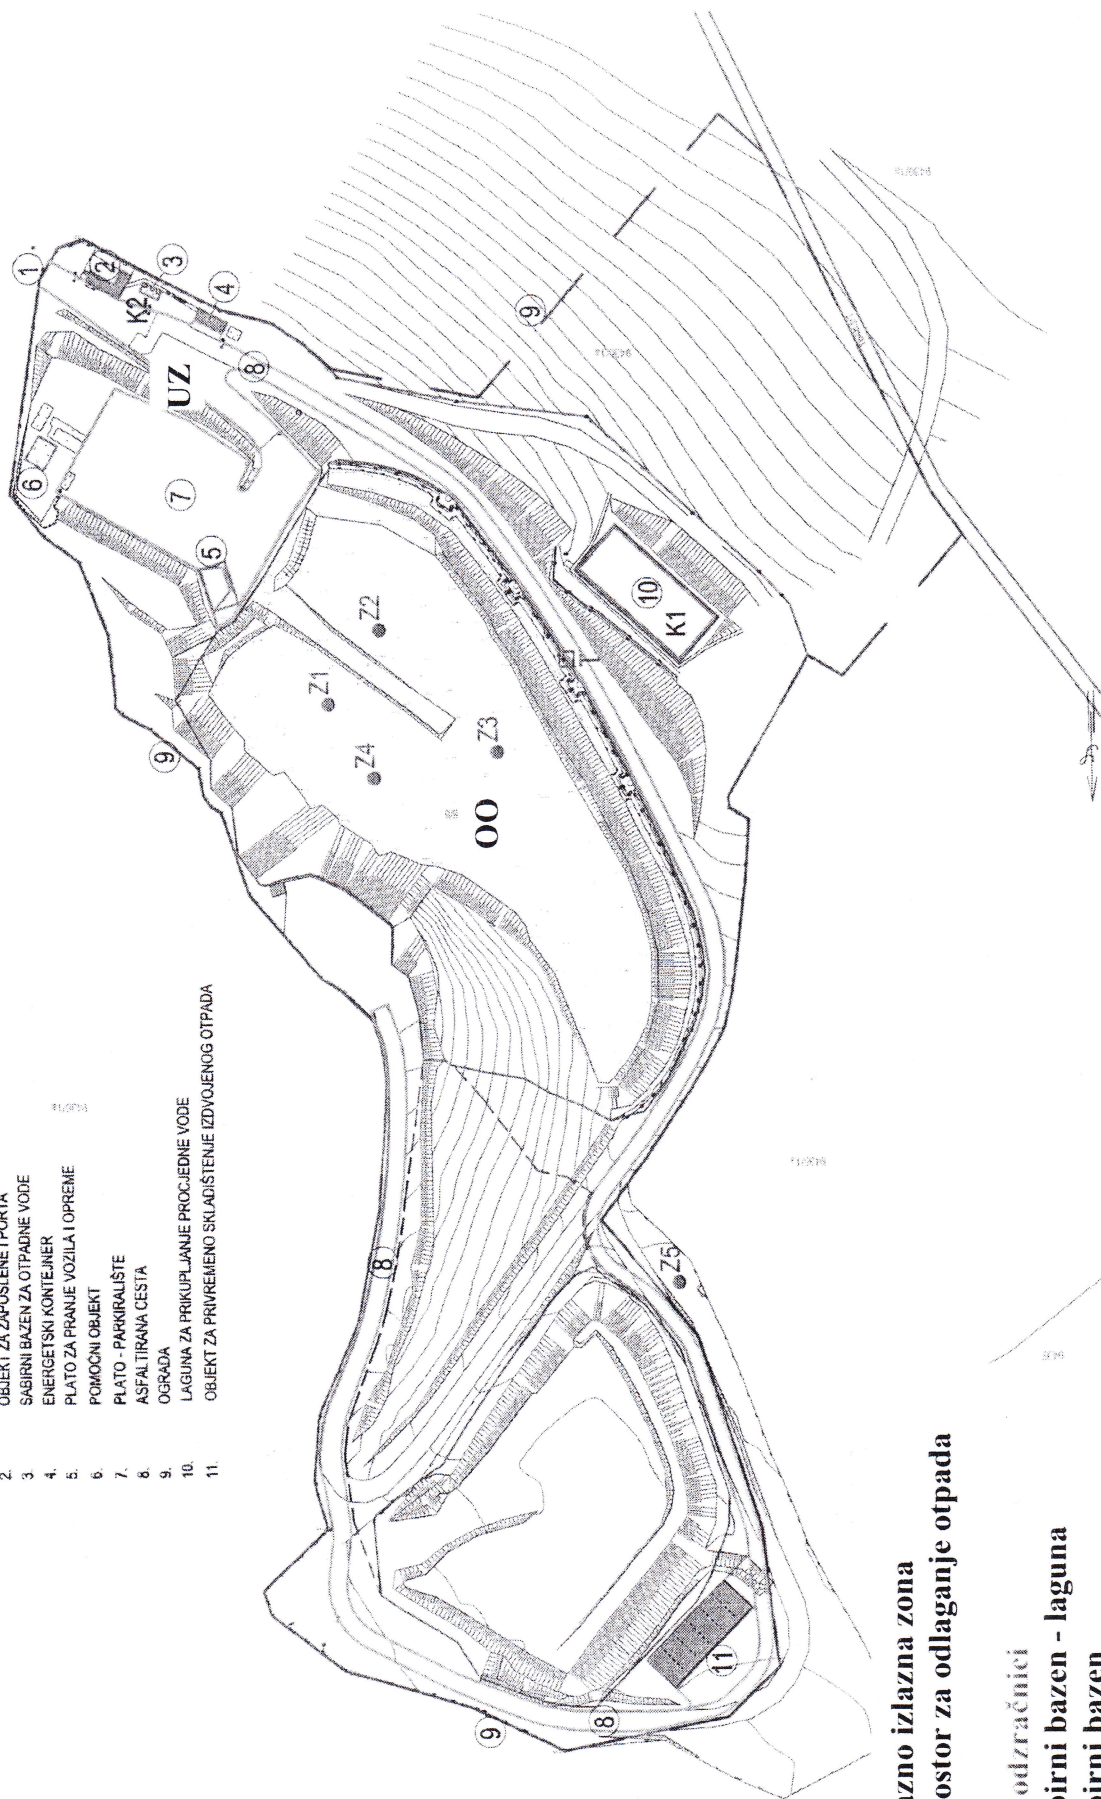 2. OBJEKT ZA ZAPOSLENE I PORTA
3. SABIRNI BAZEN ZA OTPADNE VODE
4. ENERGETSKI KONTEJNER
5. PLATO ZA PRANJE VOZILA I OPREME
6. POMOĆNI OBJEKT
7. PLATO - PARKIRALIŠTE
8. ASFALTIRANA CESTA
9. OGRADA
10. LAGUNA ZA PRIKUPLJANJE PROCJEDNE VODE
11. OBJEKT ZA PRIVREMENO SKLADIŠTENJE IZDVOJENOG OTPADA
1
2
K2
3
4
UZ
8
6
7
5
9
9
Z1
Z2
Z3
Z4
OO
10
K1
8
Z5
9
8
11
izlazna zona
za odlaganje otpada
odzračnici
bazen - laguna
bazen